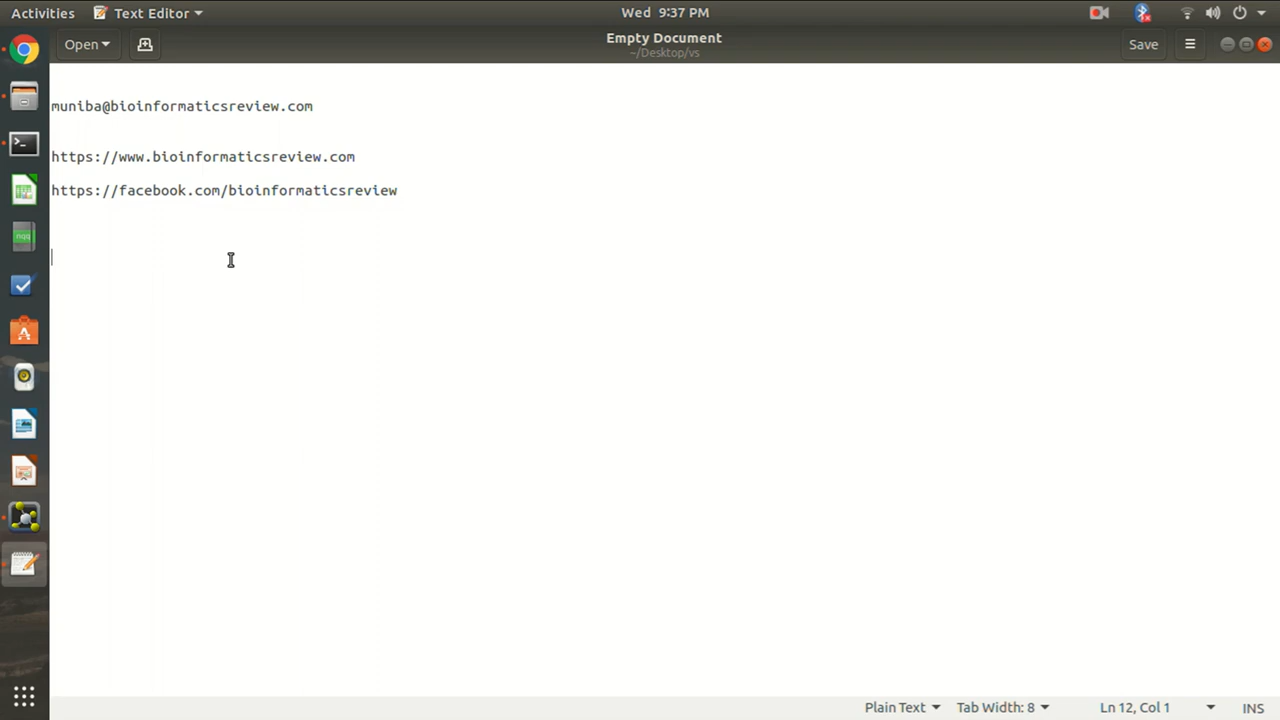 Activities Text Editor Wed 9:37 PM
Open Empty Document Save
~/Desktop/vs
muniba@bioinformaticsreview.com
https://www.bioinformaticsreview.com
https://facebook.com/bioinformaticsreview
Plain Text Tab Width: 8 Ln 12, Col 1 INS